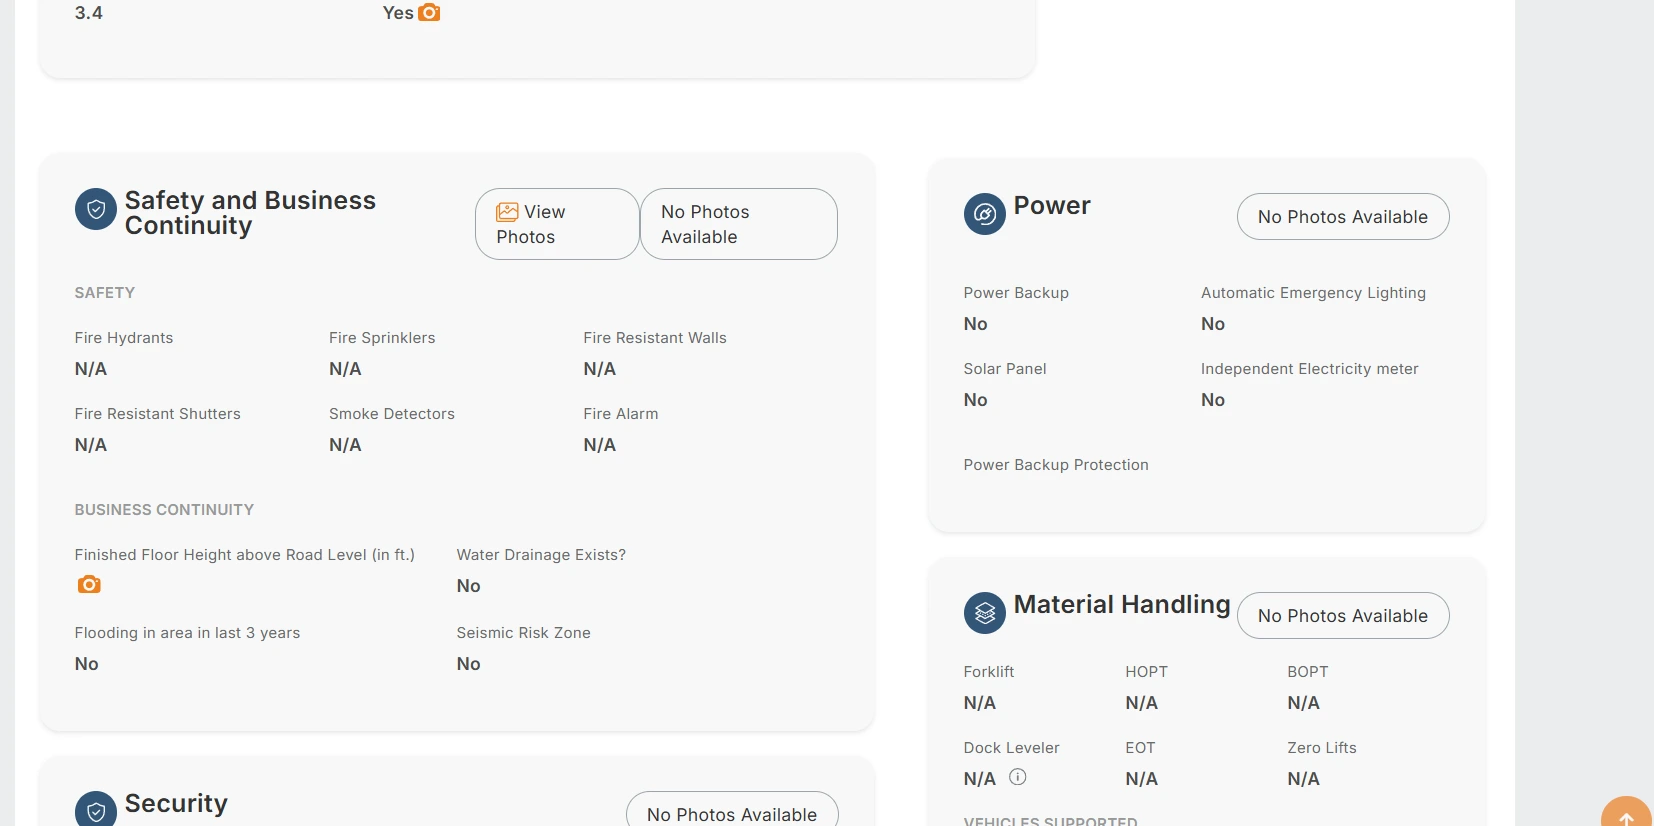 3.4
Yes
Safety and Business
Continuity
View
Photos
No Photos
Available
SAFETY
Fire Hydrants
Fire Sprinklers
Fire Resistant Walls
N/A
N/A
N/A
Fire Resistant Shutters
Smoke Detectors
Fire Alarm
N/A
N/A
N/A
BUSINESS CONTINUITY
Finished Floor Height above Road Level (in ft.)
Water Drainage Exists?
No
Flooding in area in last 3 years
Seismic Risk Zone
No
No
Security
No Photos Available
Power
No Photos Available
Power Backup
Automatic Emergency Lighting
No
No
Solar Panel
Independent Electricity meter
No
No
Power Backup Protection
Material Handling
No Photos Available
Forklift
HOPT
BOPT
N/A
N/A
N/A
Dock Leveler
EOT
Zero Lifts
N/A
N/A
N/A
VEHICLES SUPPORTED